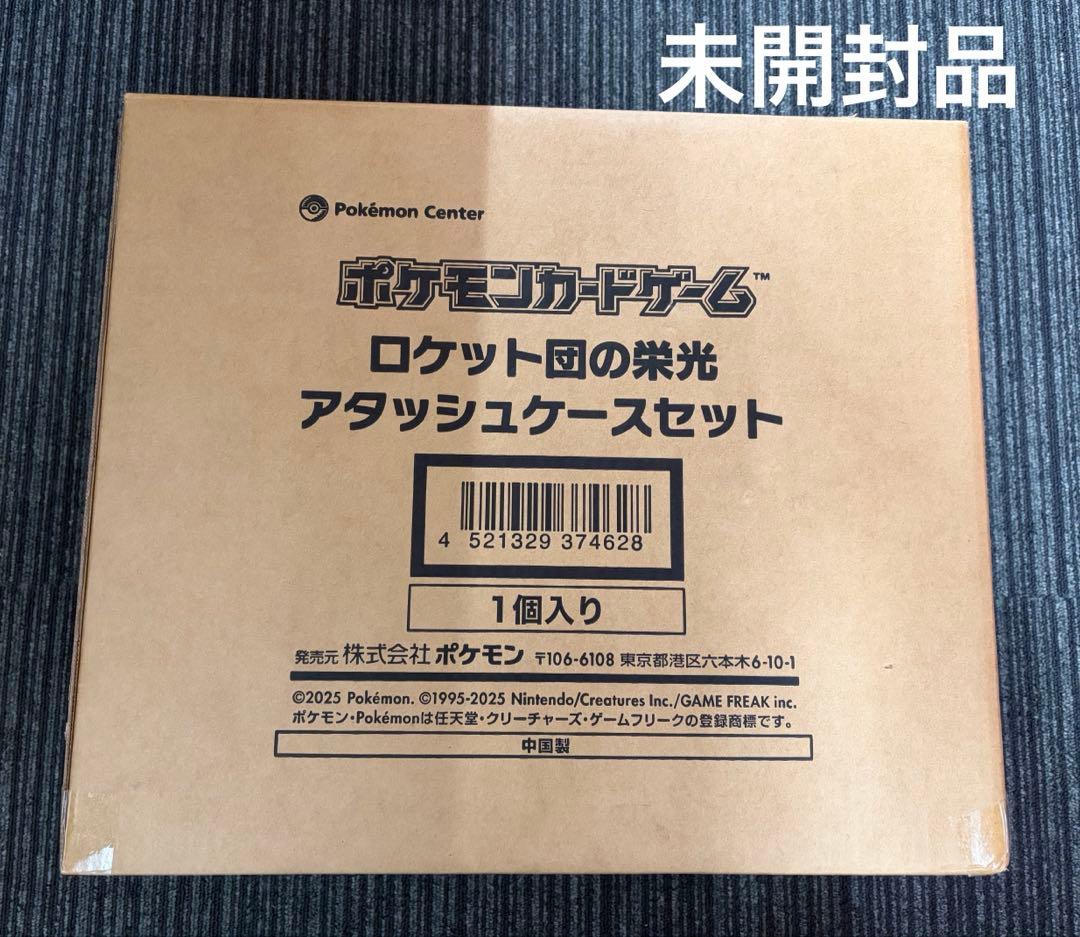 未開封品
Pokémon Center
ポケモンカードゲーム™
ロケット団の栄光
アタッシュケースセット
4 521329 374628
1個入り
発売元 株式会社 ポケモン 〒106-6108 東京都港区六本木6-10-1
©2025 Pokémon. ©1995-2025 Nintendo/Creatures Inc./GAME FREAK inc.
ポケモン・Pokémonは任天堂・クリーチャーズ・ゲームフリークの登録商標です。
中国製